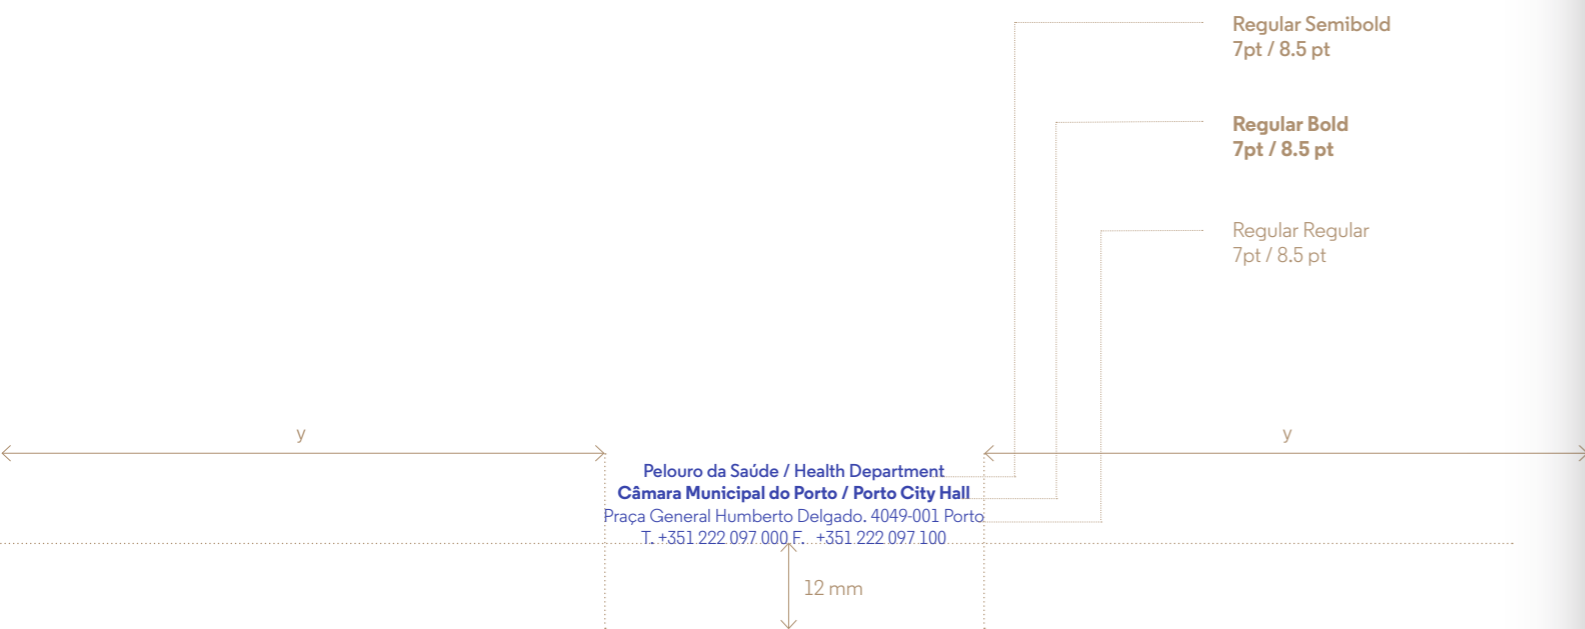 Regular Semibold
7pt / 8.5 pt
Regular Bold
7pt / 8.5 pt
Regular Regular
7pt / 8.5 pt
y
y
Pelouro da Saúde / Health Department
Câmara Municipal do Porto / Porto City Hall
Praça General Humberto Delgado. 4049-001 Porto
T. +351 222 097 000 F. +351 222 097 100
12 mm